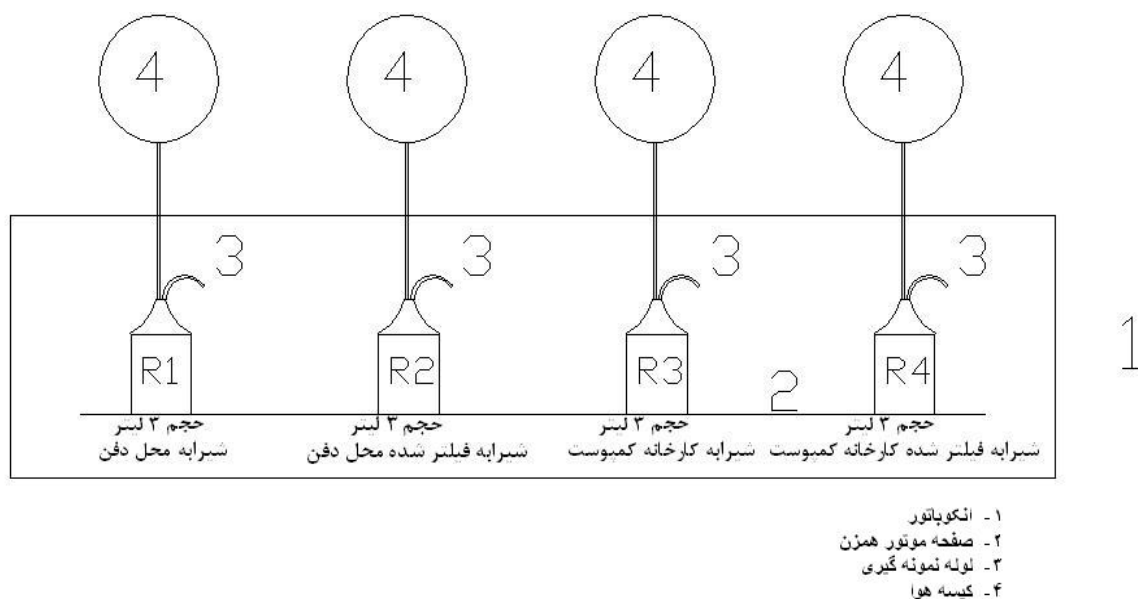 4 4 4 4
3 3 3 3
1
R1 R2 R3 R4
2
حجم ۳ لیتر
شیرابه محل دفن
حجم ۳ لیتر
شیرابه فیلتر شده محل دفن
حجم ۳ لیتر
شیرابه کارخانه کمپوست
حجم ۳ لیتر
شیرابه فیلتر شده کارخانه کمپوست
۱- انکوباتور
۲- صفحه موتور همزن
۳- لوله نمونه گیری
۴- کیسه هوا